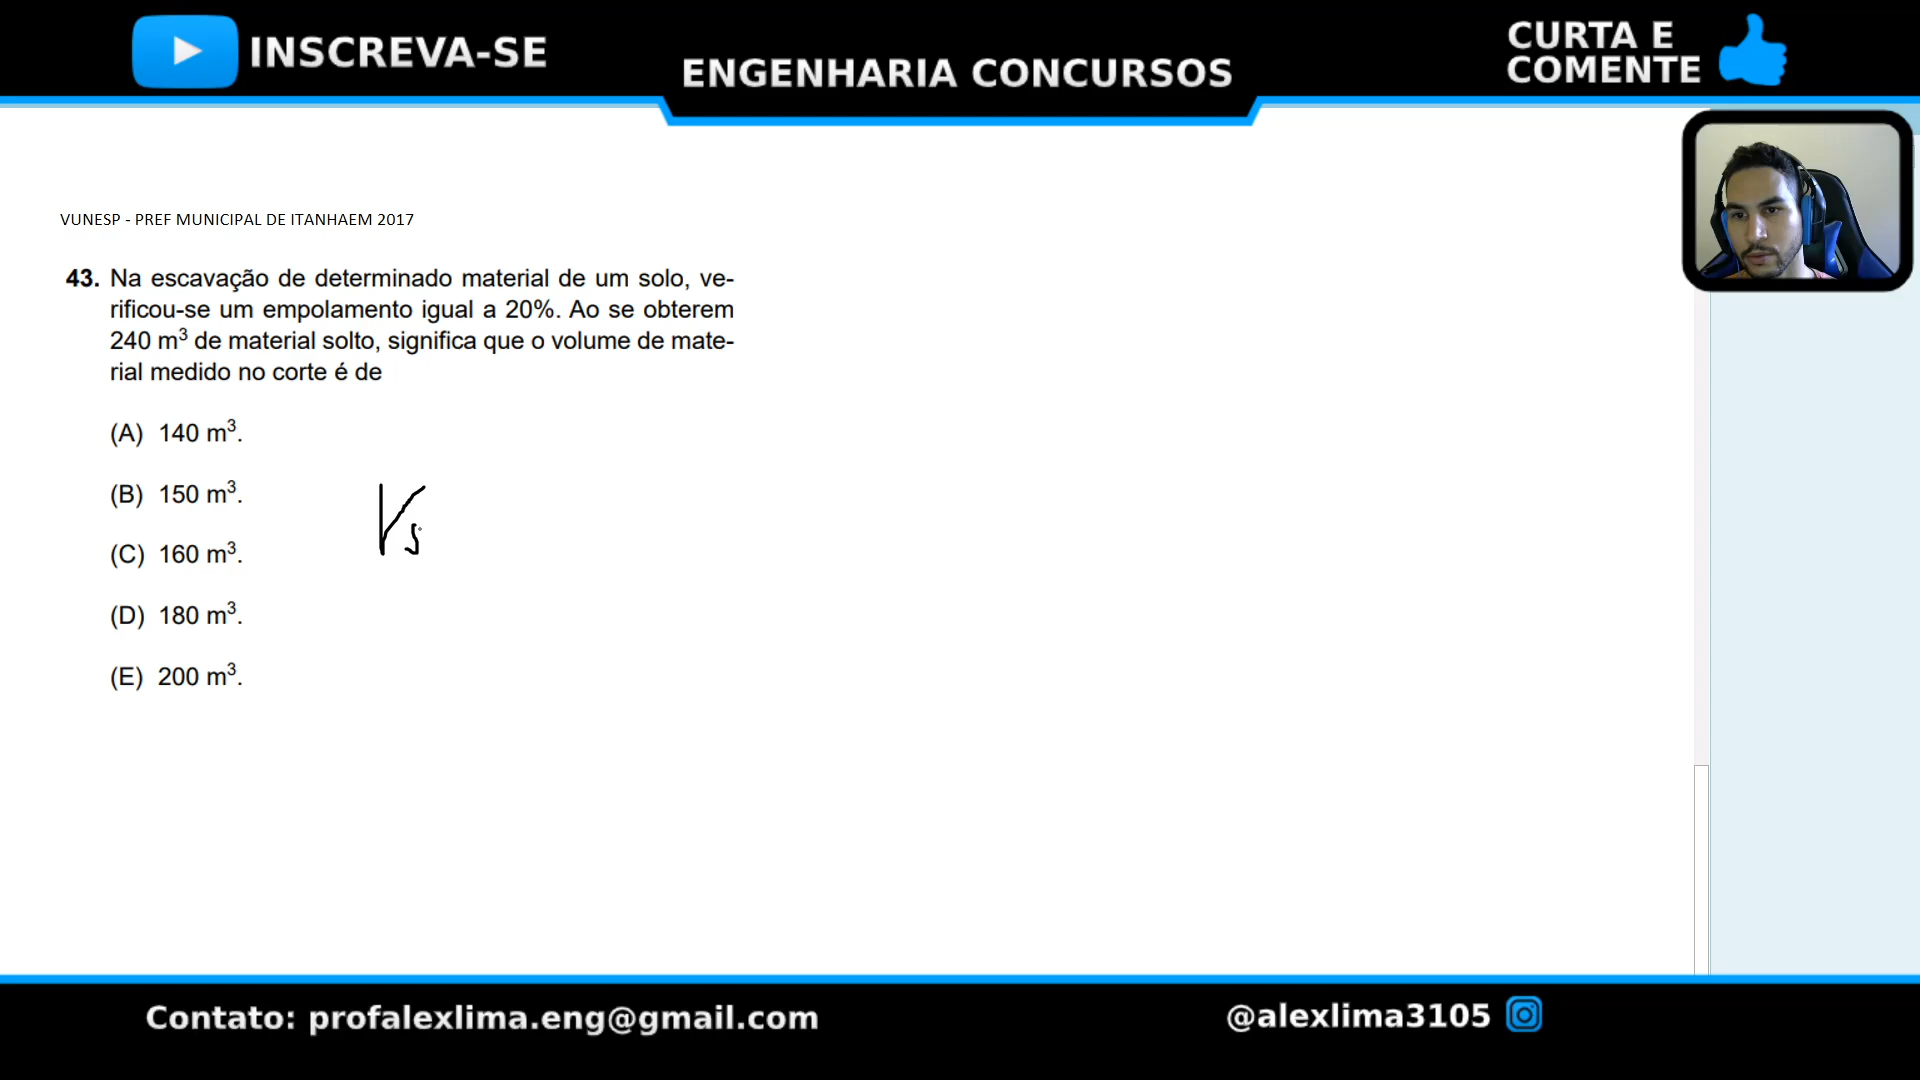 INSCREVA-SE
ENGENHARIA CONCURSOS
CURTA E
COMENTE
VUNESP - PREF MUNICIPAL DE ITANHAEM 2017
43. Na escavação de determinado material de um solo, ve-
rificou-se um empolamento igual a 20%. Ao se obterem
240 m³ de material solto, significa que o volume de mate-
rial medido no corte é de
(A) 140 m³.
(B) 150 m³.
(C) 160 m³.
(D) 180 m³.
(E) 200 m³.
Vs
Contato: profalexlima.eng@gmail.com
@alexlima3105